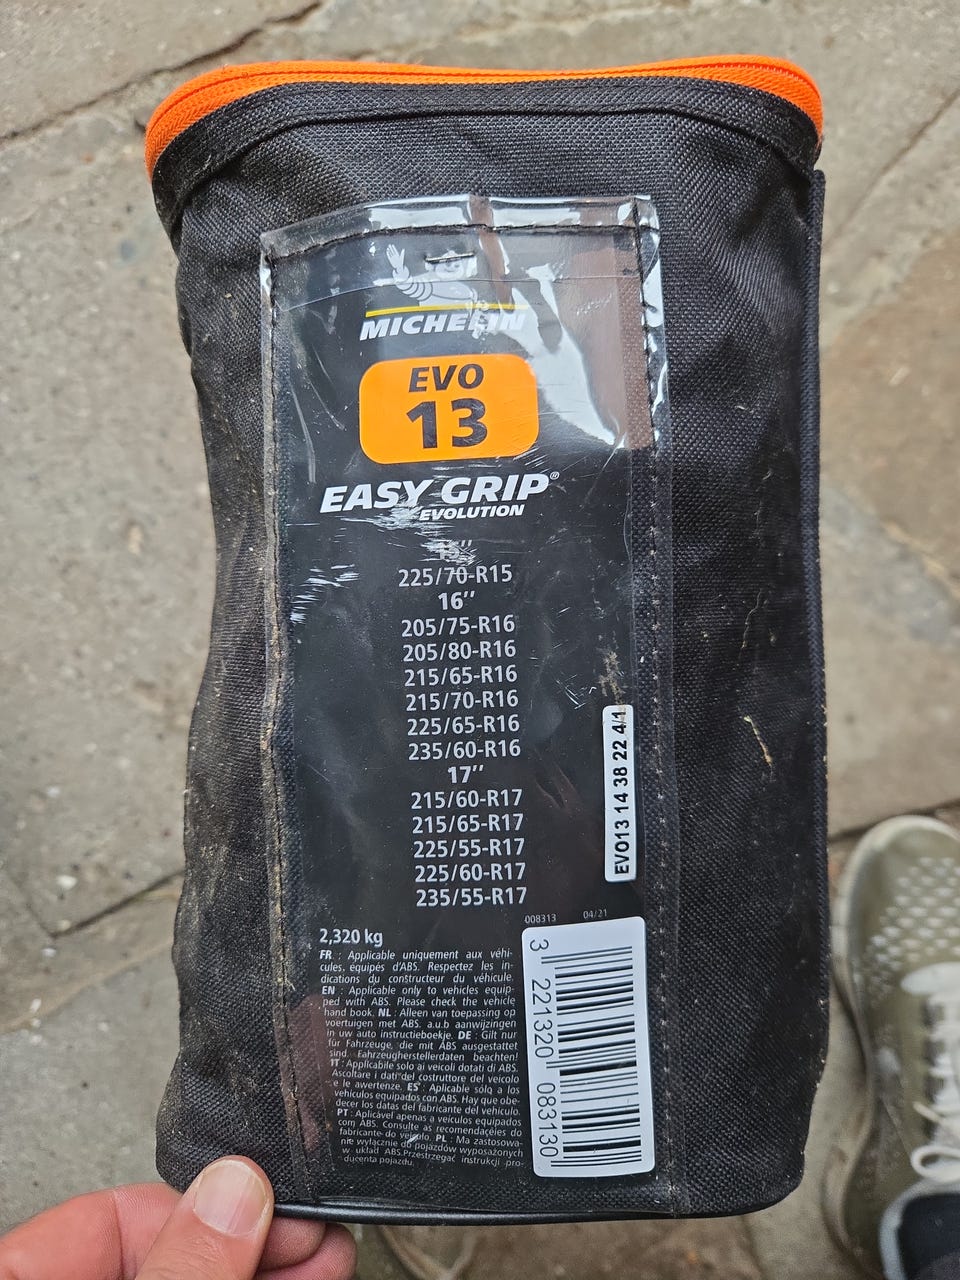 MICHELIN
EVO
13
EASY GRIP®
EVOLUTION
15''
225/70-R15
16''
205/75-R16
205/80-R16
215/65-R16
215/70-R16
225/65-R16
235/60-R16
17''
215/60-R17
215/65-R17
225/55-R17
225/60-R17
235/55-R17
EVO13 14 38 22 4/1
008313 04/21
2,320 kg
FR : Applicable uniquement aux véhi-
cules. équipés d'ABS. Respectez les in-
dications du constructeur du véhicule.
EN : Applicable only to vehicles equip-
ped with ABS. Please check the vehicle
hand book. NL : Alleen van toepassing op
voertuigen met ABS. a.u.b aanwijzingen
in uw auto instructieboekje. DE : Gilt nur
für Fahrzeuge, die mit ABS ausgestattet
sind. Fahrzeugherstellerdaten beachten!
IT : Applicabile solo ai veicoli dotati di ABS.
Ascoltare i dati del costruttore del veicolo
e le awertenze. ES : Aplicable sólo a los
vehículos equipados con ABS. Hay que obe-
decer los datos del fabricante del vehículo.
PT : Aplicável apenas a veículos equipados
com ABS. Consulte as recomendações do
fabricante do veículo. PL : Ma zastosowa-
nie wyłącznie do pojazdów wyposażonych
w układ ABS.Przestrzegać instrukcji pro-
ducenta pojazdu.
3 221320 083130